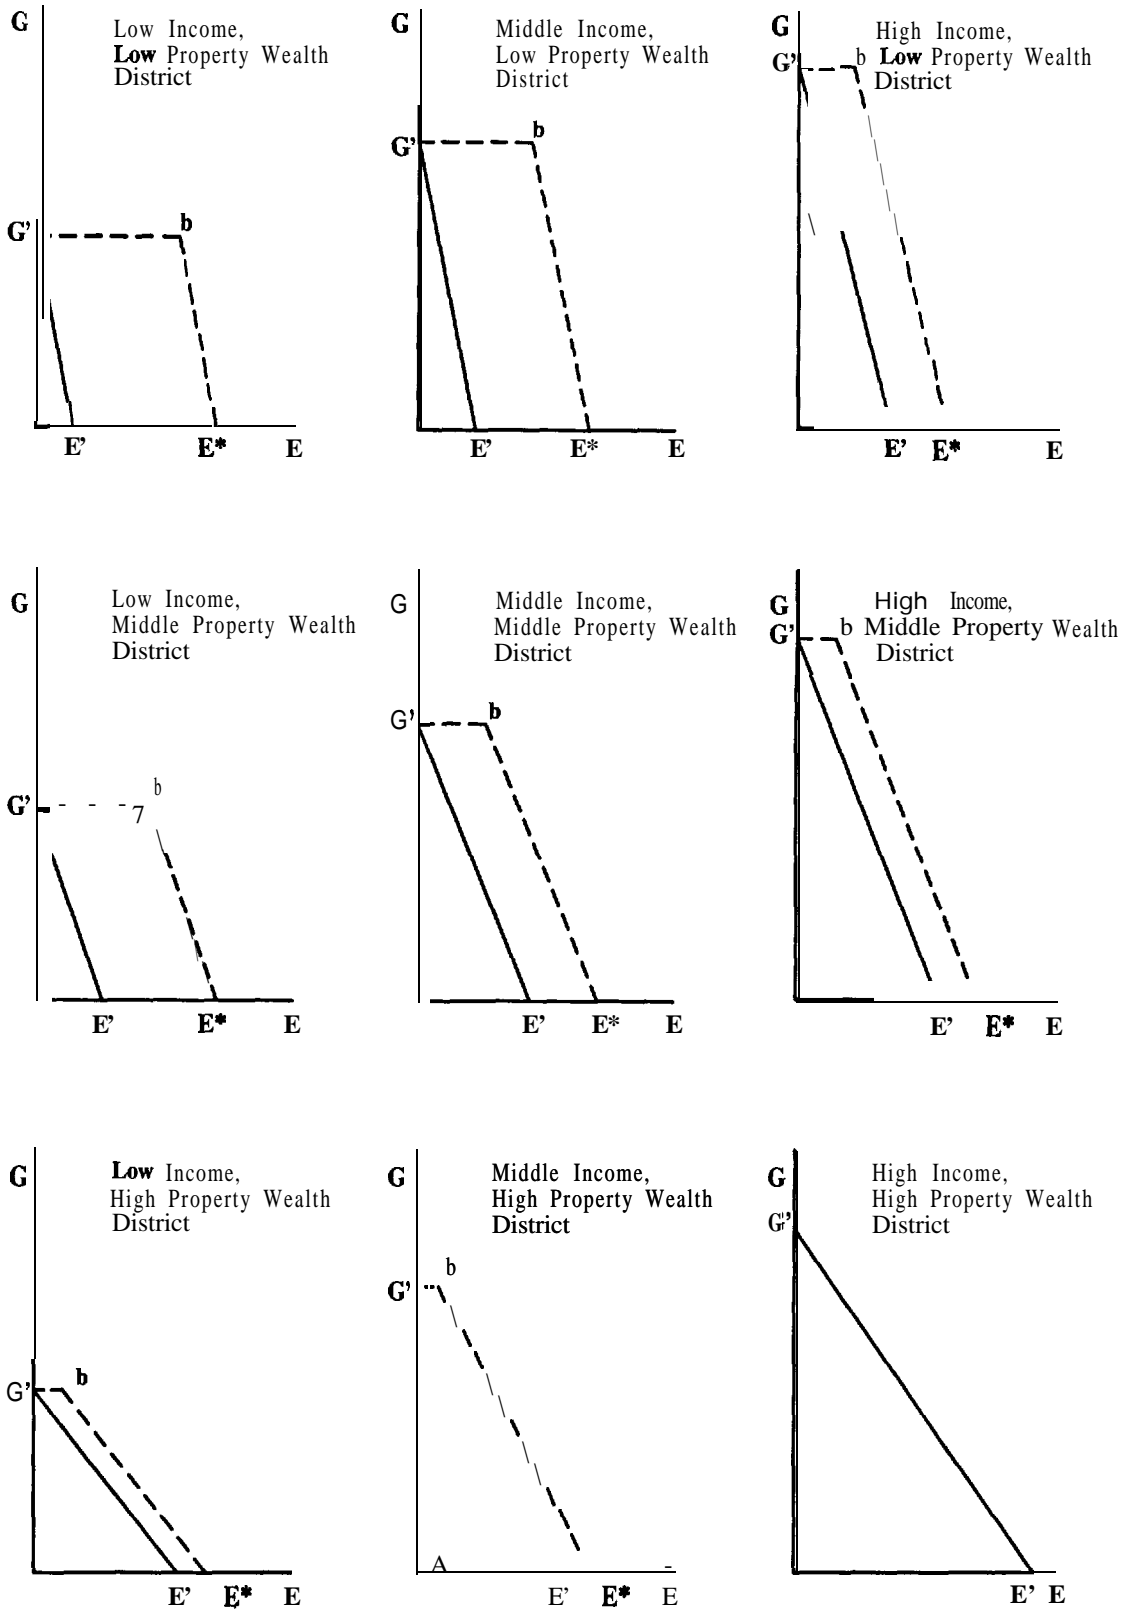 G
Low Income,
Low Property Wealth
District
G'
b
E' E* E
G
Middle Income,
Low Property Wealth
District
G'
b
E' E* E
G
High Income,
G' b Low Property Wealth
District
E' E* E
G
Low Income,
Middle Property Wealth
District
b
G' - - - 7
E' E* E
G
Middle Income,
Middle Property Wealth
District
G'
b
E' E* E
G
High Income,
G' b Middle Property Wealth
District
E' E* E
G
Low Income,
High Property Wealth
District
G'
b
E' E* E
G
Middle Income,
High Property Wealth
District
b
G'
A
E' E* E
G
High Income,
High Property Wealth
G' District
E' E